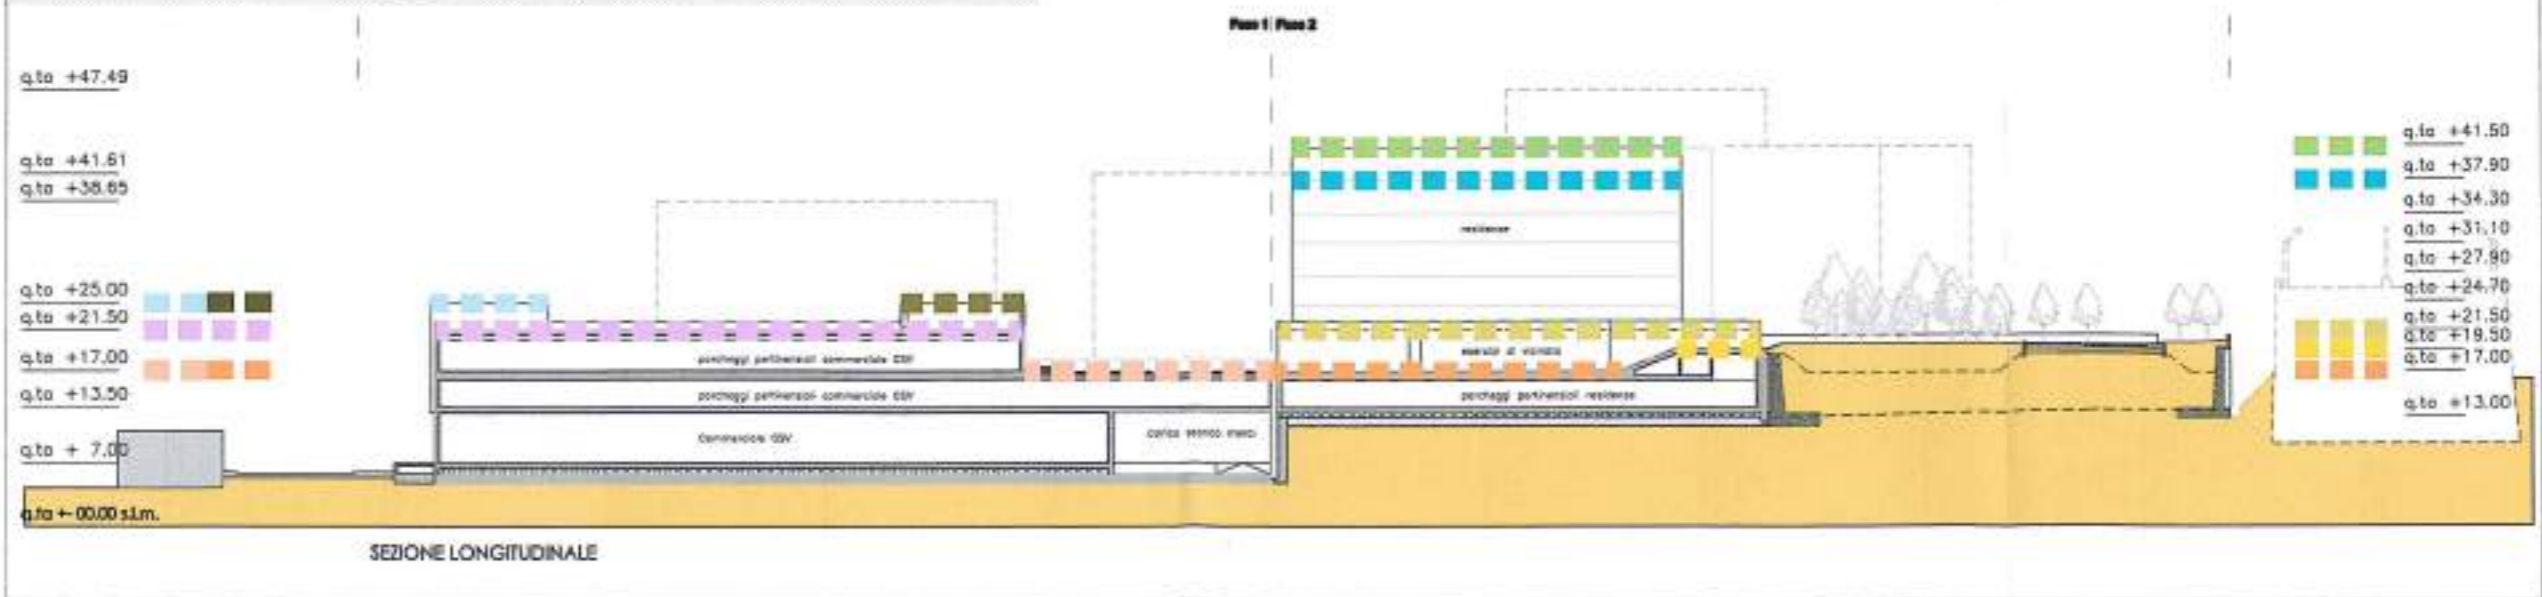 Fase 1 Fase 2
q.ta +47.49
q.ta +41.61
q.ta +38.65
q.ta +25.00
q.ta +21.50
q.ta +17.00
q.ta +13.50
q.ta + 7.00
q.ta +- 00.00 s.l.m.
q.ta +41.50
q.ta +37.90
q.ta +34.30
q.ta +31.10
q.ta +27.90
q.ta +24.70
q.ta +21.50
q.ta +19.50
q.ta +17.00
q.ta +13.00
residenze
esercizi di vicinato
parcheggi pertinenziali commerciale GSV
parcheggi pertinenziali commerciale GSV
parcheggi pertinenziali residenze
Commerciale GSV
carico scarico merci
SEZIONE LONGITUDINALE